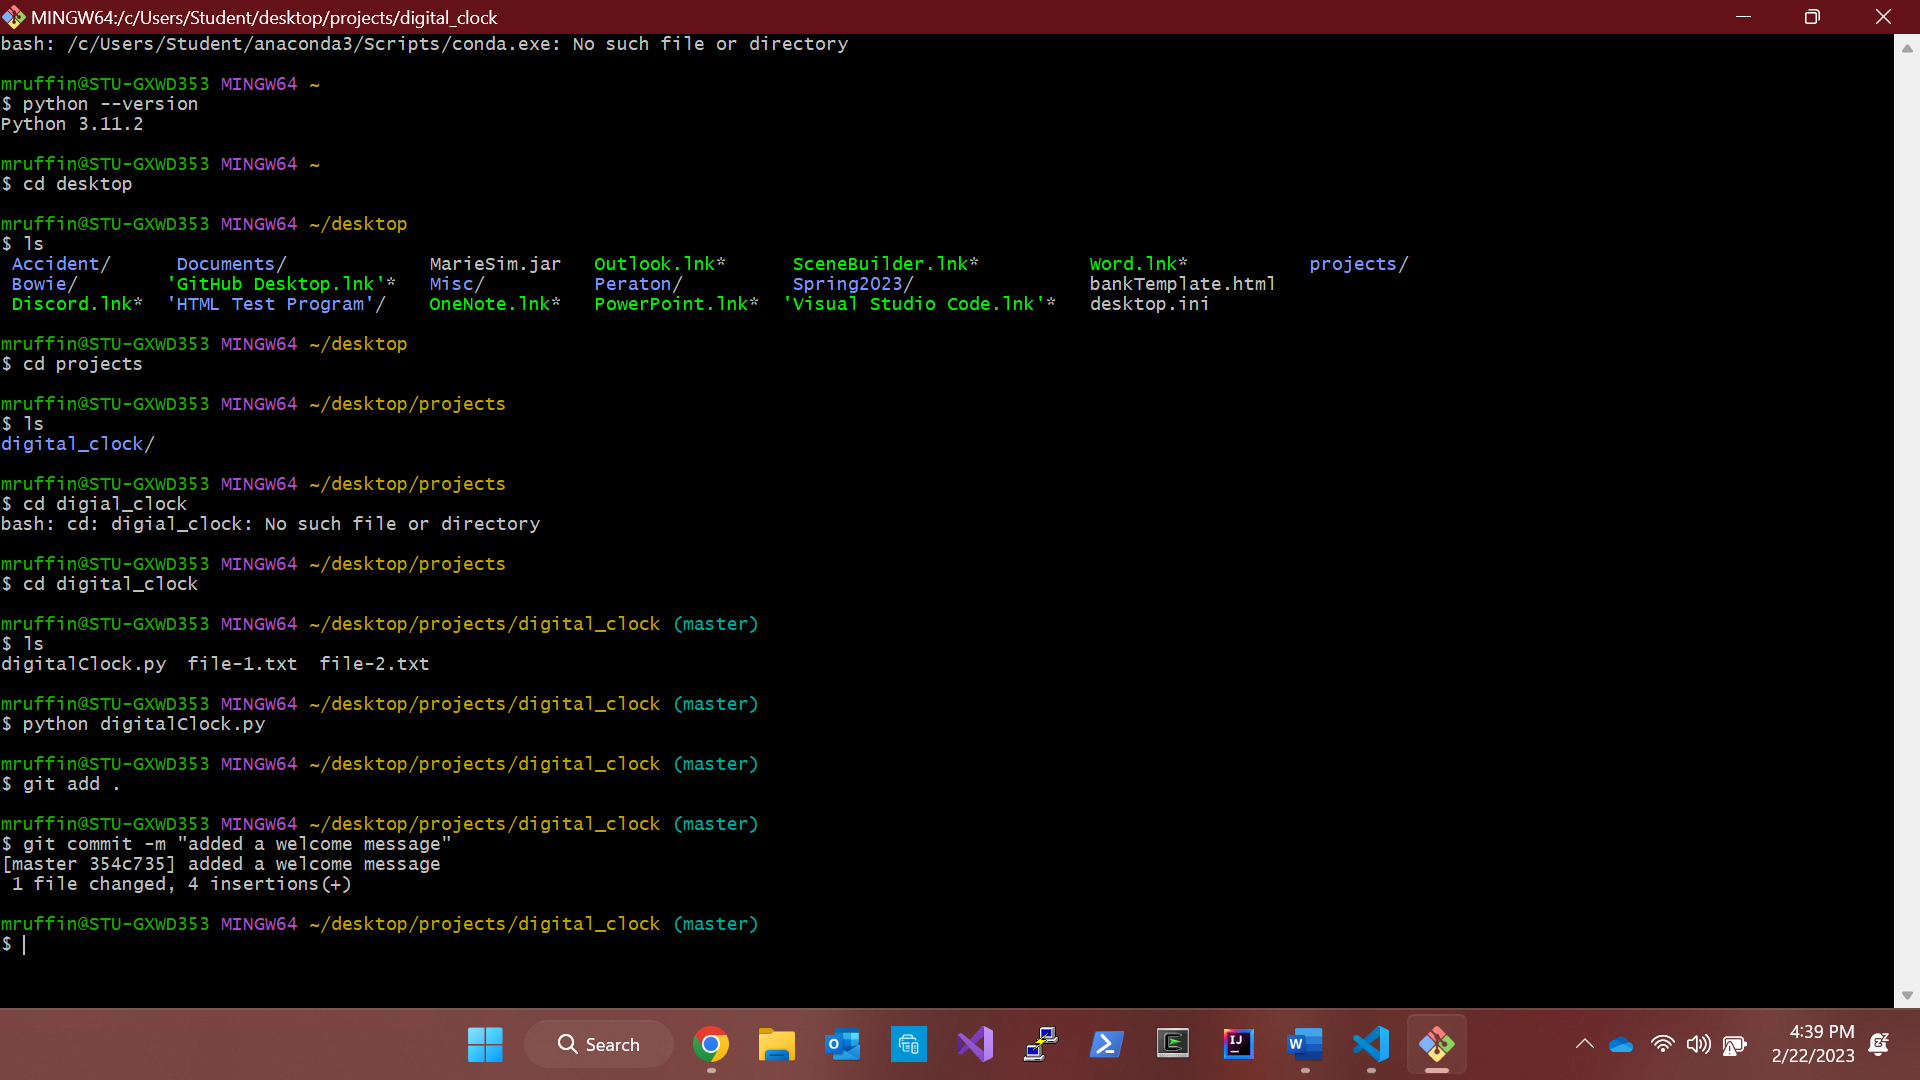 MINGW64:/c/Users/Student/desktop/projects/digital_clock
bash: /c/Users/Student/anaconda3/Scripts/conda.exe: No such file or directory
mruffin@STU-GXWD353 MINGW64 ~
$ python --version
Python 3.11.2
mruffin@STU-GXWD353 MINGW64 ~
$ cd desktop
mruffin@STU-GXWD353 MINGW64 ~/desktop
$ ls
Accident/ Documents/ MarieSim.jar Outlook.lnk* SceneBuilder.lnk* Word.lnk* projects/
Bowie/ 'GitHub Desktop.lnk'* Misc/ Peraton/ Spring2023/ bankTemplate.html
Discord.lnk* 'HTML Test Program'/ OneNote.lnk* PowerPoint.lnk* 'Visual Studio Code.lnk'* desktop.ini
mruffin@STU-GXWD353 MINGW64 ~/desktop
$ cd projects
mruffin@STU-GXWD353 MINGW64 ~/desktop/projects
$ ls
digital_clock/
mruffin@STU-GXWD353 MINGW64 ~/desktop/projects
$ cd digial_clock
bash: cd: digial_clock: No such file or directory
mruffin@STU-GXWD353 MINGW64 ~/desktop/projects
$ cd digital_clock
mruffin@STU-GXWD353 MINGW64 ~/desktop/projects/digital_clock (master)
$ ls
digitalClock.py file-1.txt file-2.txt
mruffin@STU-GXWD353 MINGW64 ~/desktop/projects/digital_clock (master)
$ python digitalClock.py
mruffin@STU-GXWD353 MINGW64 ~/desktop/projects/digital_clock (master)
$ git add .
mruffin@STU-GXWD353 MINGW64 ~/desktop/projects/digital_clock (master)
$ git commit -m "added a welcome message"
[master 354c735] added a welcome message
1 file changed, 4 insertions(+)
mruffin@STU-GXWD353 MINGW64 ~/desktop/projects/digital_clock (master)
$
Search
4:39 PM
2/22/2023